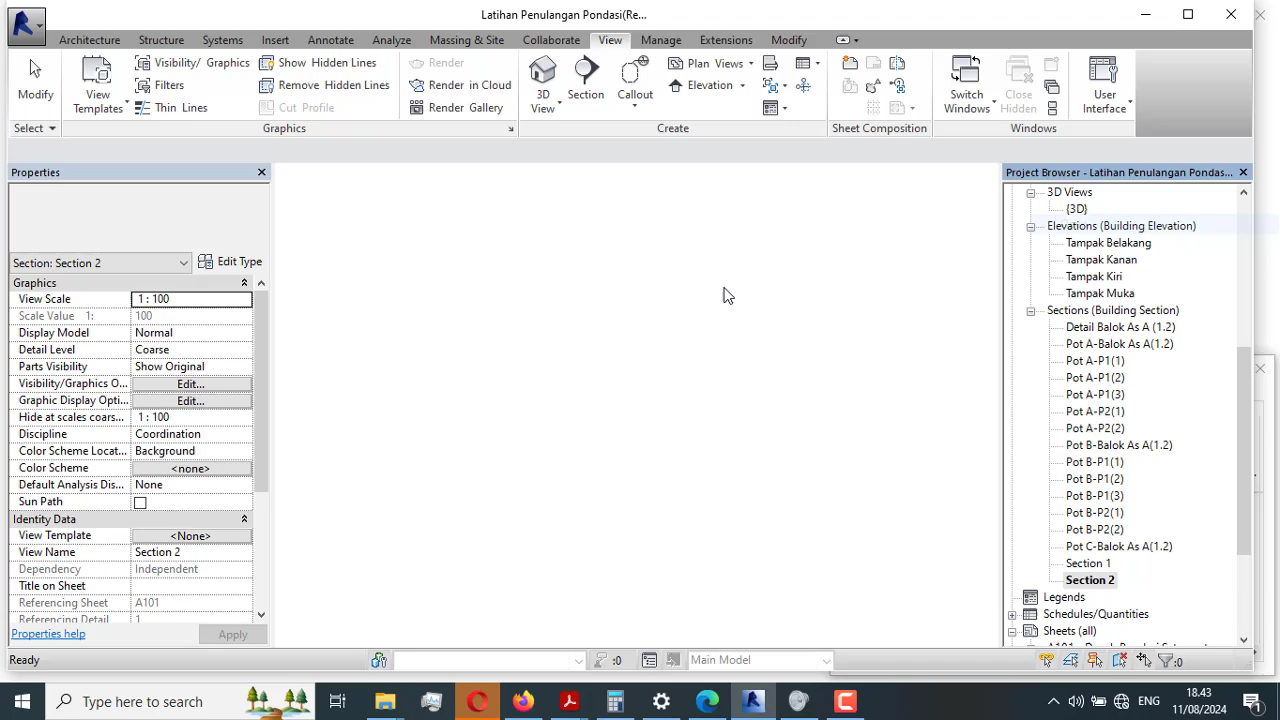 Latihan Penulangan Pondasi(Re...
Architecture Structure Systems Insert Annotate Analyze Massing & Site Collaborate View Manage Extensions Modify
Modify
View Templates
Visibility/ Graphics
Filters
Thin Lines
Show Hidden Lines
Remove Hidden Lines
Cut Profile
Render
Render in Cloud
Render Gallery
3D View
Section
Callout
Plan Views
Elevation
Switch Windows
Close Hidden
User Interface
Select Graphics Create Sheet Composition Windows
Properties
Section: Section 2 Edit Type
Graphics
View Scale 1 : 100
Scale Value 1: 100
Display Model Normal
Detail Level Coarse
Parts Visibility Show Original
Visibility/Graphics O... Edit...
Graphic Display Opti... Edit...
Hide at scales coars... 1 : 100
Discipline Coordination
Color Scheme Locat... Background
Color Scheme <none>
Default Analysis Dis... None
Sun Path
Identity Data
View Template <None>
View Name Section 2
Dependency Independent
Title on Sheet
Referencing Sheet A101
Referencing Detail 1
Properties help Apply
Project Browser - Latihan Penulangan Pondas...
3D Views
{3D}
Elevations (Building Elevation)
Tampak Belakang
Tampak Kanan
Tampak Kiri
Tampak Muka
Sections (Building Section)
Detail Balok As A (1.2)
Pot A-Balok As A(1.2)
Pot A-P1(1)
Pot A-P1(2)
Pot A-P1(3)
Pot A-P2(1)
Pot A-P2(2)
Pot B-Balok As A(1.2)
Pot B-P1(1)
Pot B-P1(2)
Pot B-P1(3)
Pot B-P2(1)
Pot B-P2(2)
Pot C-Balok As A(1.2)
Section 1
Section 2
Legends
Schedules/Quantities
Sheets (all)
Ready :0 Main Model :0
Type here to search
ENG
18.43
11/08/2024
1